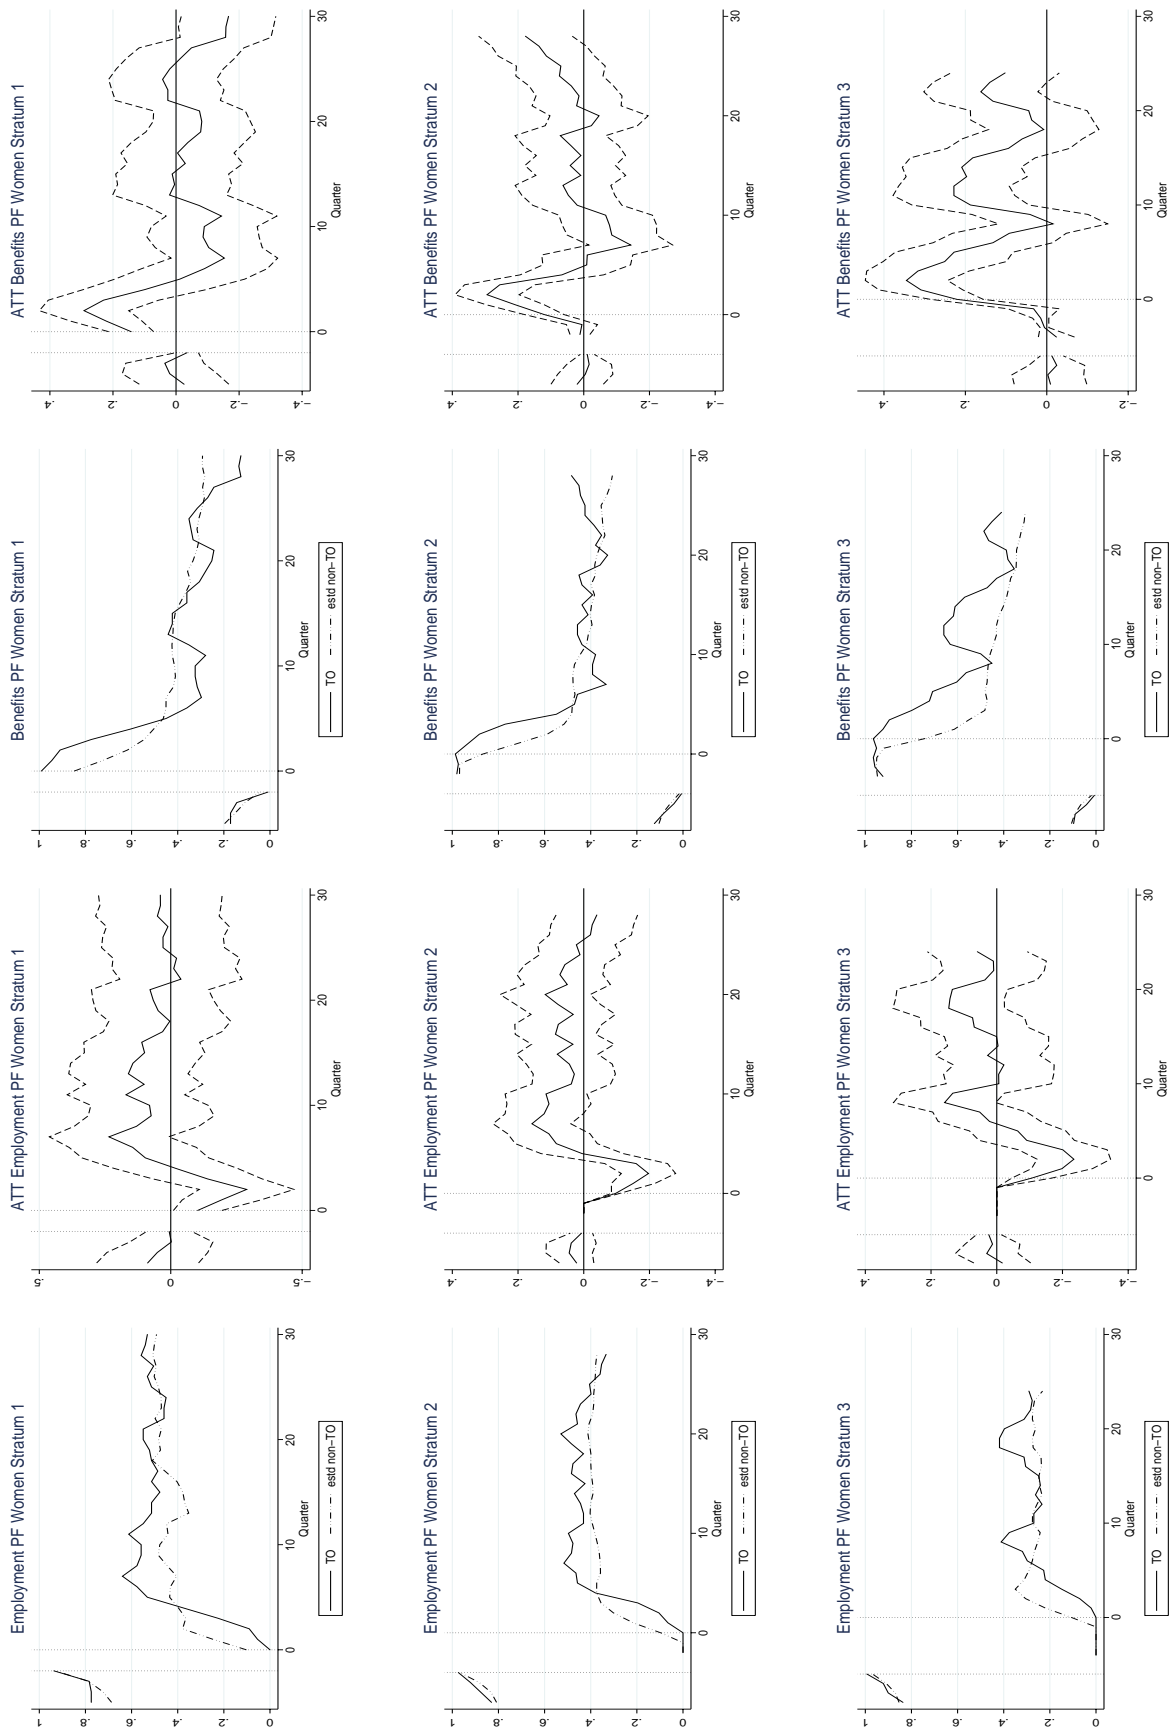 Employment PF Women Stratum 1
1
.8
.6
.4
.2
0
0 10 20 30
Quarter
TO estd non−TO
ATT Employment PF Women Stratum 1
.5
0
−.5
0 10 20 30
Quarter
Benefits PF Women Stratum 1
1
.8
.6
.4
.2
0
0 10 20 30
Quarter
TO estd non−TO
ATT Benefits PF Women Stratum 1
.4
.2
0
−.2
−.4
0 10 20 30
Quarter
Employment PF Women Stratum 2
1
.8
.6
.4
.2
0
0 10 20 30
Quarter
TO estd non−TO
ATT Employment PF Women Stratum 2
.4
.2
0
−.2
−.4
0 10 20 30
Quarter
Benefits PF Women Stratum 2
1
.8
.6
.4
.2
0
0 10 20 30
Quarter
TO estd non−TO
ATT Benefits PF Women Stratum 2
.4
.2
0
−.2
−.4
0 10 20 30
Quarter
Employment PF Women Stratum 3
1
.8
.6
.4
.2
0
0 10 20 30
Quarter
TO estd non−TO
ATT Employment PF Women Stratum 3
.4
.2
0
−.2
−.4
0 10 20 30
Quarter
Benefits PF Women Stratum 3
1
.8
.6
.4
.2
0
0 10 20 30
Quarter
TO estd non−TO
ATT Benefits PF Women Stratum 3
.4
.2
0
−.2
0 10 20 30
Quarter